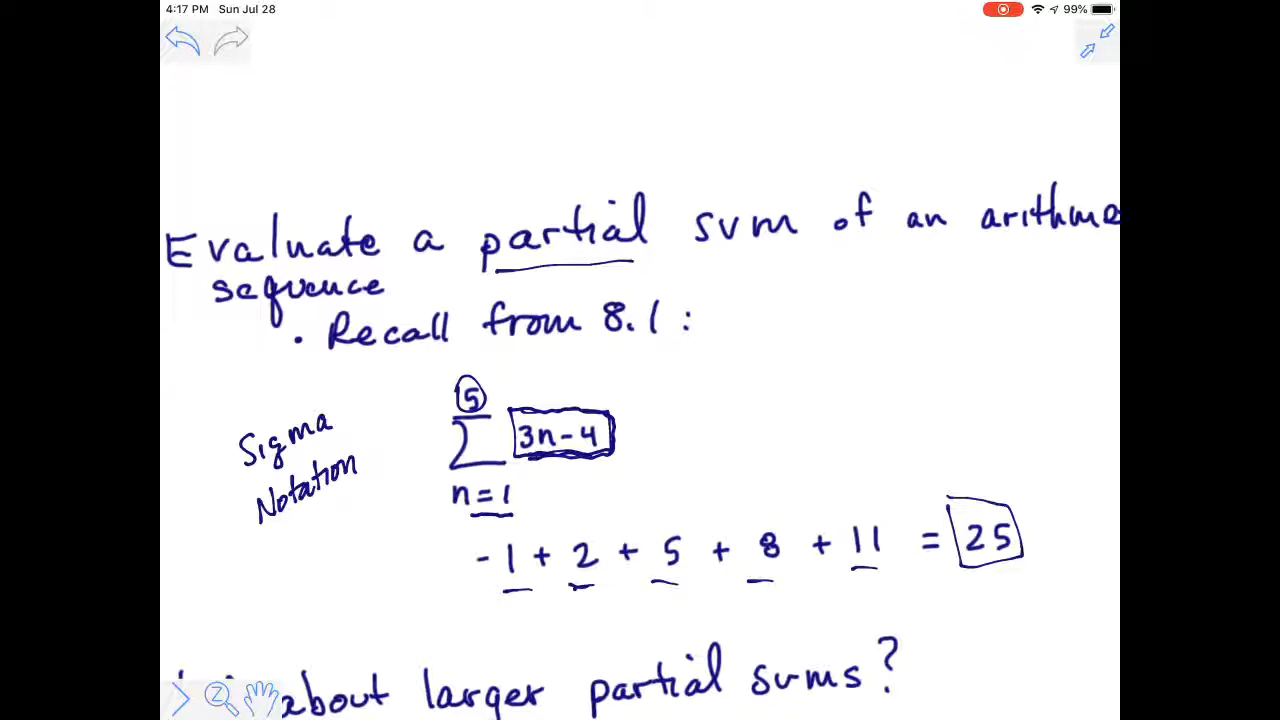 4:17 PM Sun Jul 28
99%
Evaluate a partial sum of an arithme
sequence
• Recall from 8.1:
Sigma
Notation
5
∑ 3n-4
n=1
-1 + 2 + 5 + 8 + 11 = 25
about larger partial sums?